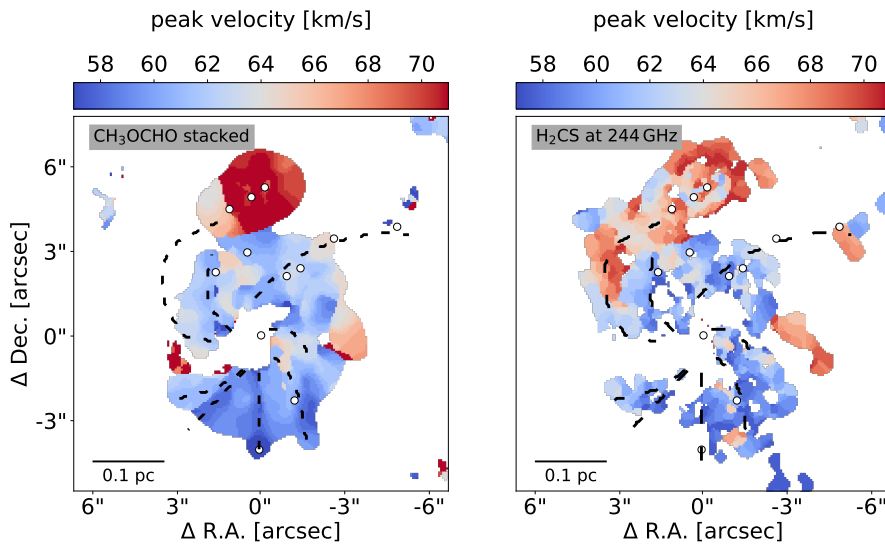 peak velocity [km/s]
58 60 62 64 66 68 70
CH₃OCHO stacked
6"
3"
0"
-3"
Δ Dec. [arcsec]
0.1 pc
6" 3" 0" -3" -6"
Δ R.A. [arcsec]
peak velocity [km/s]
58 60 62 64 66 68 70
H₂CS at 244 GHz
0.1 pc
6" 3" 0" -3" -6"
Δ R.A. [arcsec]